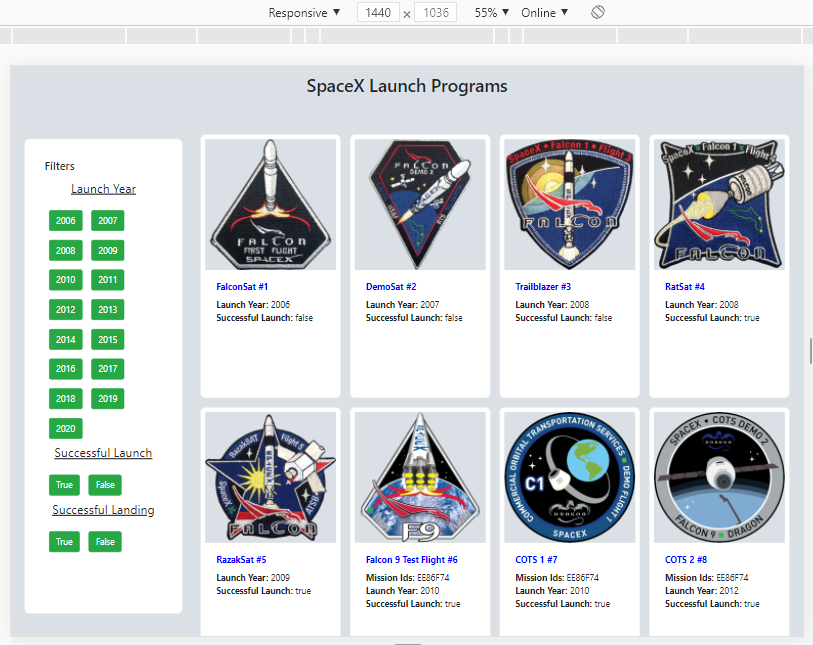 Responsive ▼ 1440 × 1036 55% ▼ Online ▼
SpaceX Launch Programs
Filters
Launch Year
2006 2007
2008 2009
2010 2011
2012 2013
2014 2015
2016 2017
2018 2019
2020
Successful Launch
True False
Successful Landing
True False
FALCON
FIRST FLIGHT
SPACEX
FalconSat #1
Launch Year: 2006
Successful Launch: false
FALCON
DEMO 2
DemoSat #2
Launch Year: 2007
Successful Launch: false
SpaceX • Falcon 1 • Flight 3
FALCON
Trailblazer #3
Launch Year: 2008
Successful Launch: false
SpaceX Falcon 1 Flight 4
FALCON
RatSat #4
Launch Year: 2008
Successful Launch: true
RazakSAT Flight 5
SpaceX ATSB
FALCON
RazakSat #5
Launch Year: 2009
Successful Launch: true
F9
Falcon 9 Test Flight #6
Mission Ids: EE86F74
Launch Year: 2010
Successful Launch: true
COMMERCIAL ORBITAL TRANSPORTATION SERVICES • DEMO FLIGHT 1
C1
DRAGON
SPACEX
COTS 1 #7
Mission Ids: EE86F74
Launch Year: 2010
Successful Launch: true
SPACEX • COTS DEMO 2
DRAGON
FALCON 9 • DRAGON
COTS 2 #8
Mission Ids: EE86F74
Launch Year: 2012
Successful Launch: true